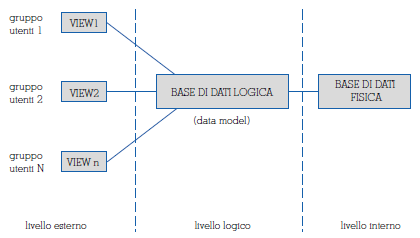 gruppo
utenti 1
VIEW1
gruppo
utenti 2
VIEW2
BASE DI DATI LOGICA
(data model)
BASE DI DATI
FISICA
gruppo
utenti N
VIEW n
livello esterno
livello logico
livello interno